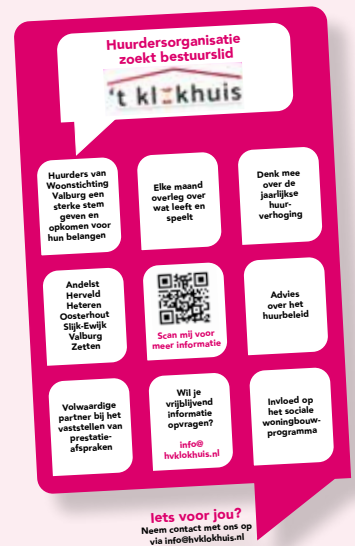 Huurdersorganisatie
zoekt bestuurslid
't klokhuis
Huurders van
Woonstichting
Valburg een
sterke stem
geven en
opkomen voor
hun belangen
Elke maand
overleg over
wat leeft en
speelt
Denk mee
over de
jaarlijkse
huur-
verhoging
Andelst
Herveld
Heteren
Oosterhout
Slijk-Ewijk
Valburg
Zetten
Scan mij voor
meer informatie
Advies
over het
huurbeleid
Volwaardige
partner bij het
vaststellen van
prestatie-
afspraken
Wil je
vrijblijvend
informatie
opvragen?
info@
hvklokhuis.nl
Invloed op
het sociale
woningbouw-
programma
Iets voor jou?
Neem contact met ons op
via info@hvklokhuis.nl